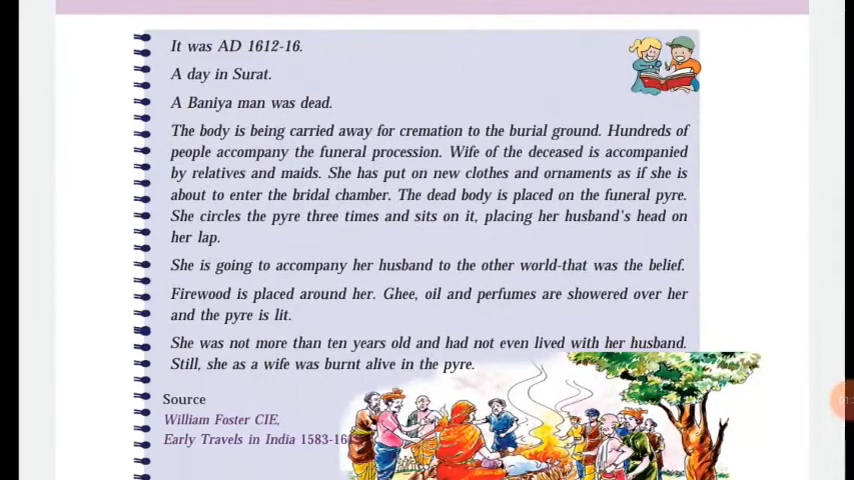 It was AD 1612-16.
A day in Surat.
A Baniya man was dead.
The body is being carried away for cremation to the burial ground. Hundreds of
people accompany the funeral procession. Wife of the deceased is accompanied
by relatives and maids. She has put on new clothes and ornaments as if she is
about to enter the bridal chamber. The dead body is placed on the funeral pyre.
She circles the pyre three times and sits on it, placing her husband's head on
her lap.
She is going to accompany her husband to the other world-that was the belief.
Firewood is placed around her. Ghee, oil and perfumes are showered over her
and the pyre is lit.
She was not more than ten years old and had not even lived with her husband.
Still, she as a wife was burnt alive in the pyre.
Source
William Foster CIE,
Early Travels in India